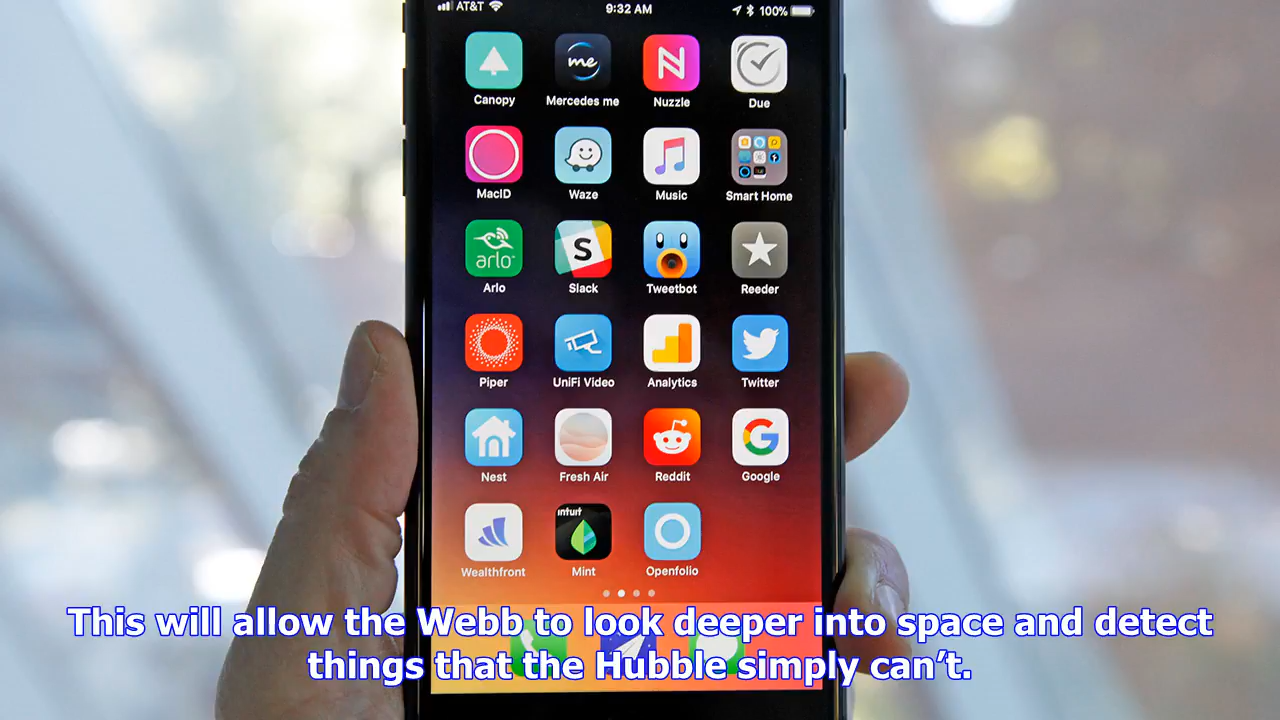 AT&T 9:32 AM 100%
Canopy Mercedes me Nuzzle Due
MacID Waze Music Smart Home
Arlo Slack Tweetbot Reeder
Piper UniFi Video Analytics Twitter
Nest Fresh Air Reddit Google
Wealthfront Mint Openfolio
me
N
arlo
S
G
intuit
This will allow the Webb to look deeper into space and detect
things that the Hubble simply can’t.